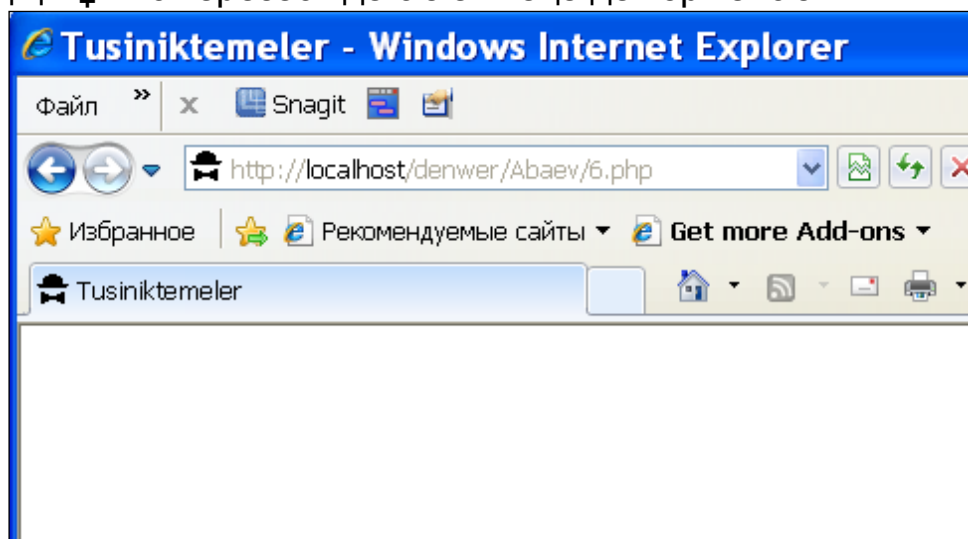 Tusiniktemeler - Windows Internet Explorer
Файл » x Snagit
http://localhost/denwer/Abaev/6.php
Избранное Рекомендуемые сайты Get more Add-ons
Tusiniktemeler